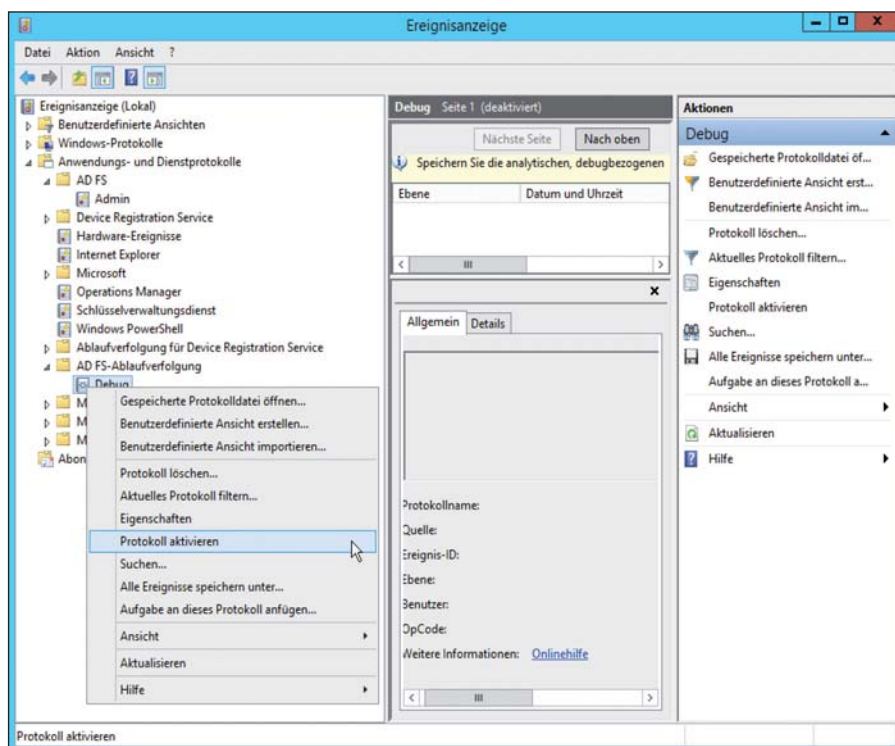 Ereignisanzeige
Datei Aktion Ansicht ?
Ereignisanzeige (Lokal)
Benutzerdefinierte Ansichten
Windows-Protokolle
Anwendungs- und Dienstprotokolle
AD FS
Admin
Device Registration Service
Hardware-Ereignisse
Internet Explorer
Microsoft
Operations Manager
Schlüsselverwaltungsdienst
Windows PowerShell
Ablaufverfolgung für Device Registration Service
AD FS-Ablaufverfolgung
Debug
M
M
M
Abon
Gespeicherte Protokolldatei öffnen...
Benutzerdefinierte Ansicht erstellen...
Benutzerdefinierte Ansicht importieren...
Protokoll löschen...
Aktuelles Protokoll filtern...
Eigenschaften
Protokoll aktivieren
Suchen...
Alle Ereignisse speichern unter...
Aufgabe an dieses Protokoll anfügen...
Ansicht
Aktualisieren
Hilfe
Debug Seite 1 (deaktiviert)
Nächste Seite Nach oben
Speichern Sie die analytischen, debugbezogenen
Ebene Datum und Uhrzeit
Allgemein Details
Protokollname:
Quelle:
Ereignis-ID:
Ebene:
Benutzer:
OpCode:
Weitere Informationen: Onlinehilfe
Aktionen
Debug
Gespeicherte Protokolldatei öf...
Benutzerdefinierte Ansicht erst...
Benutzerdefinierte Ansicht im...
Protokoll löschen...
Aktuelles Protokoll filtern...
Eigenschaften
Protokoll aktivieren
Suchen...
Alle Ereignisse speichern unter...
Aufgabe an dieses Protokoll a...
Ansicht
Aktualisieren
Hilfe
Protokoll aktivieren